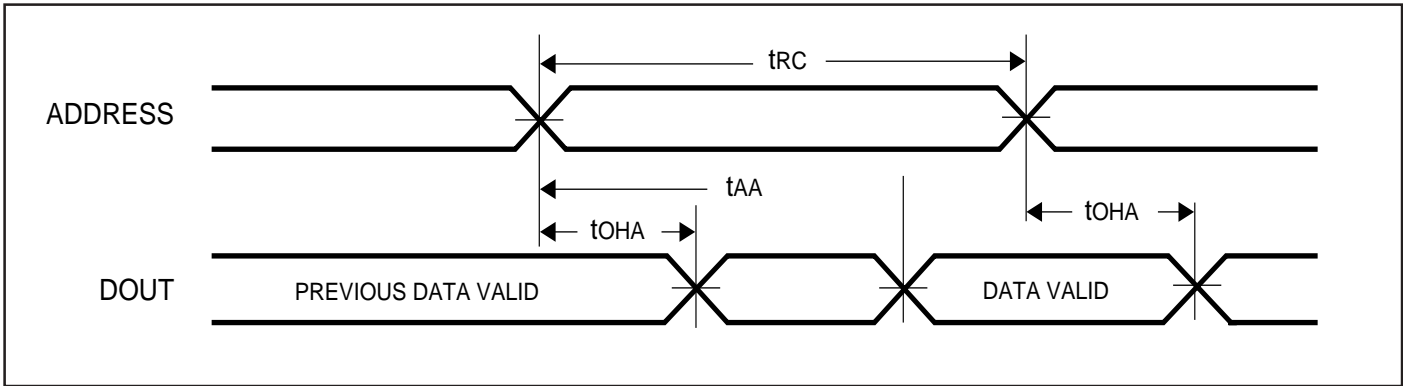 tRC
ADDRESS
tAA
tOHA
tOHA
DOUT
PREVIOUS DATA VALID
DATA VALID